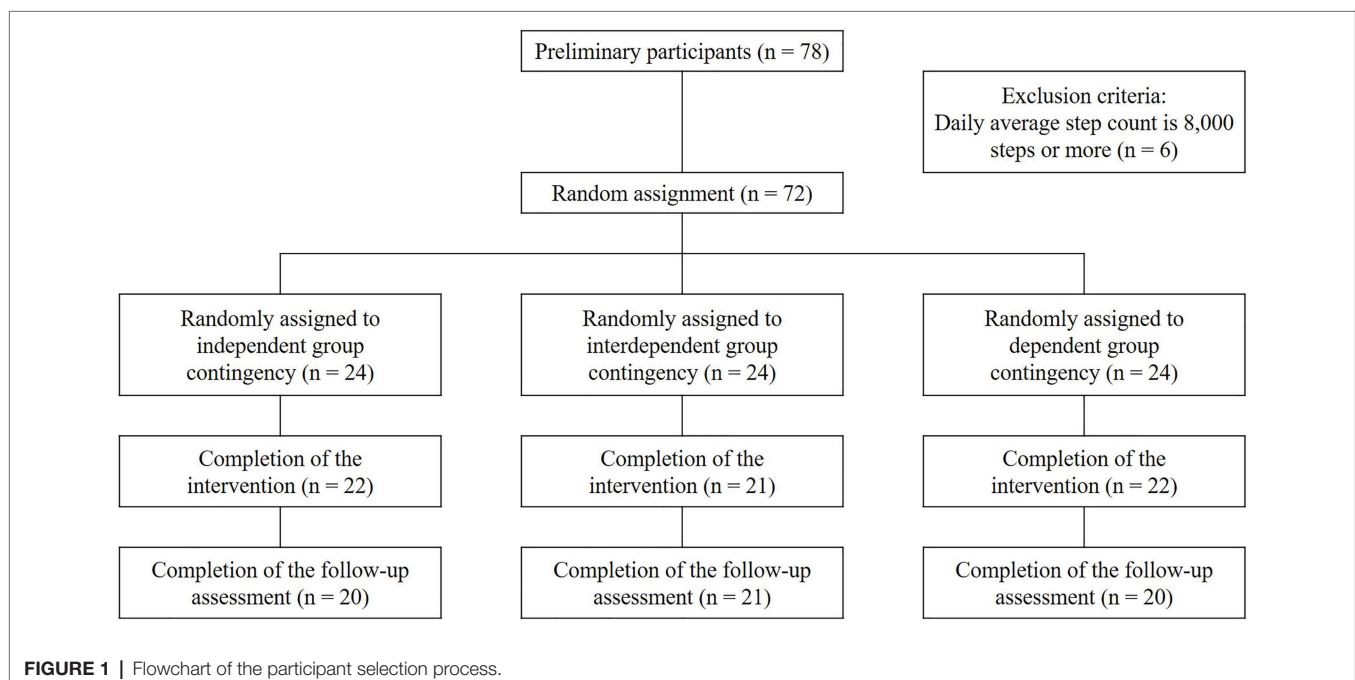 Preliminary participants (n = 78)
Exclusion criteria:
Daily average step count is 8,000
steps or more (n = 6)
Random assignment (n = 72)
Randomly assigned to
independent group
contingency (n = 24)
Randomly assigned to
interdependent group
contingency (n = 24)
Randomly assigned to
dependent group
contingency (n = 24)
Completion of the
intervention (n = 22)
Completion of the
intervention (n = 21)
Completion of the
intervention (n = 22)
Completion of the follow-up
assessment (n = 20)
Completion of the follow-up
assessment (n = 21)
Completion of the follow-up
assessment (n = 20)
FIGURE 1 | Flowchart of the participant selection process.